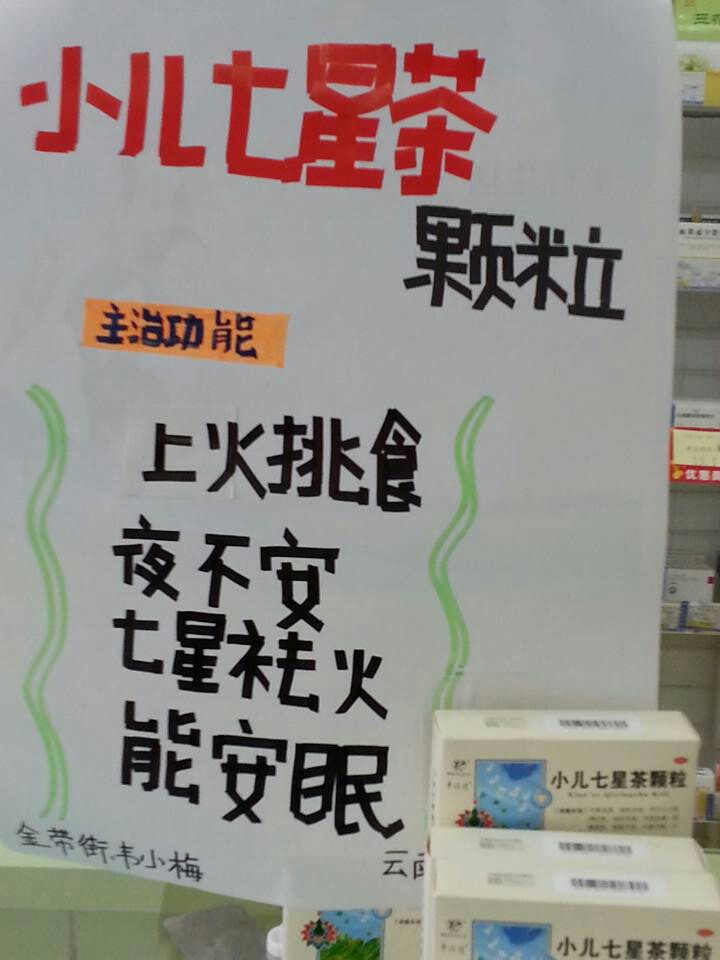 小儿七星茶
颗粒
主治功能
上火挑食
夜不安
七星祛火
能安眠
金带街韦小梅
云南
小儿七星茶颗粒
小儿七星茶颗粒
优惠